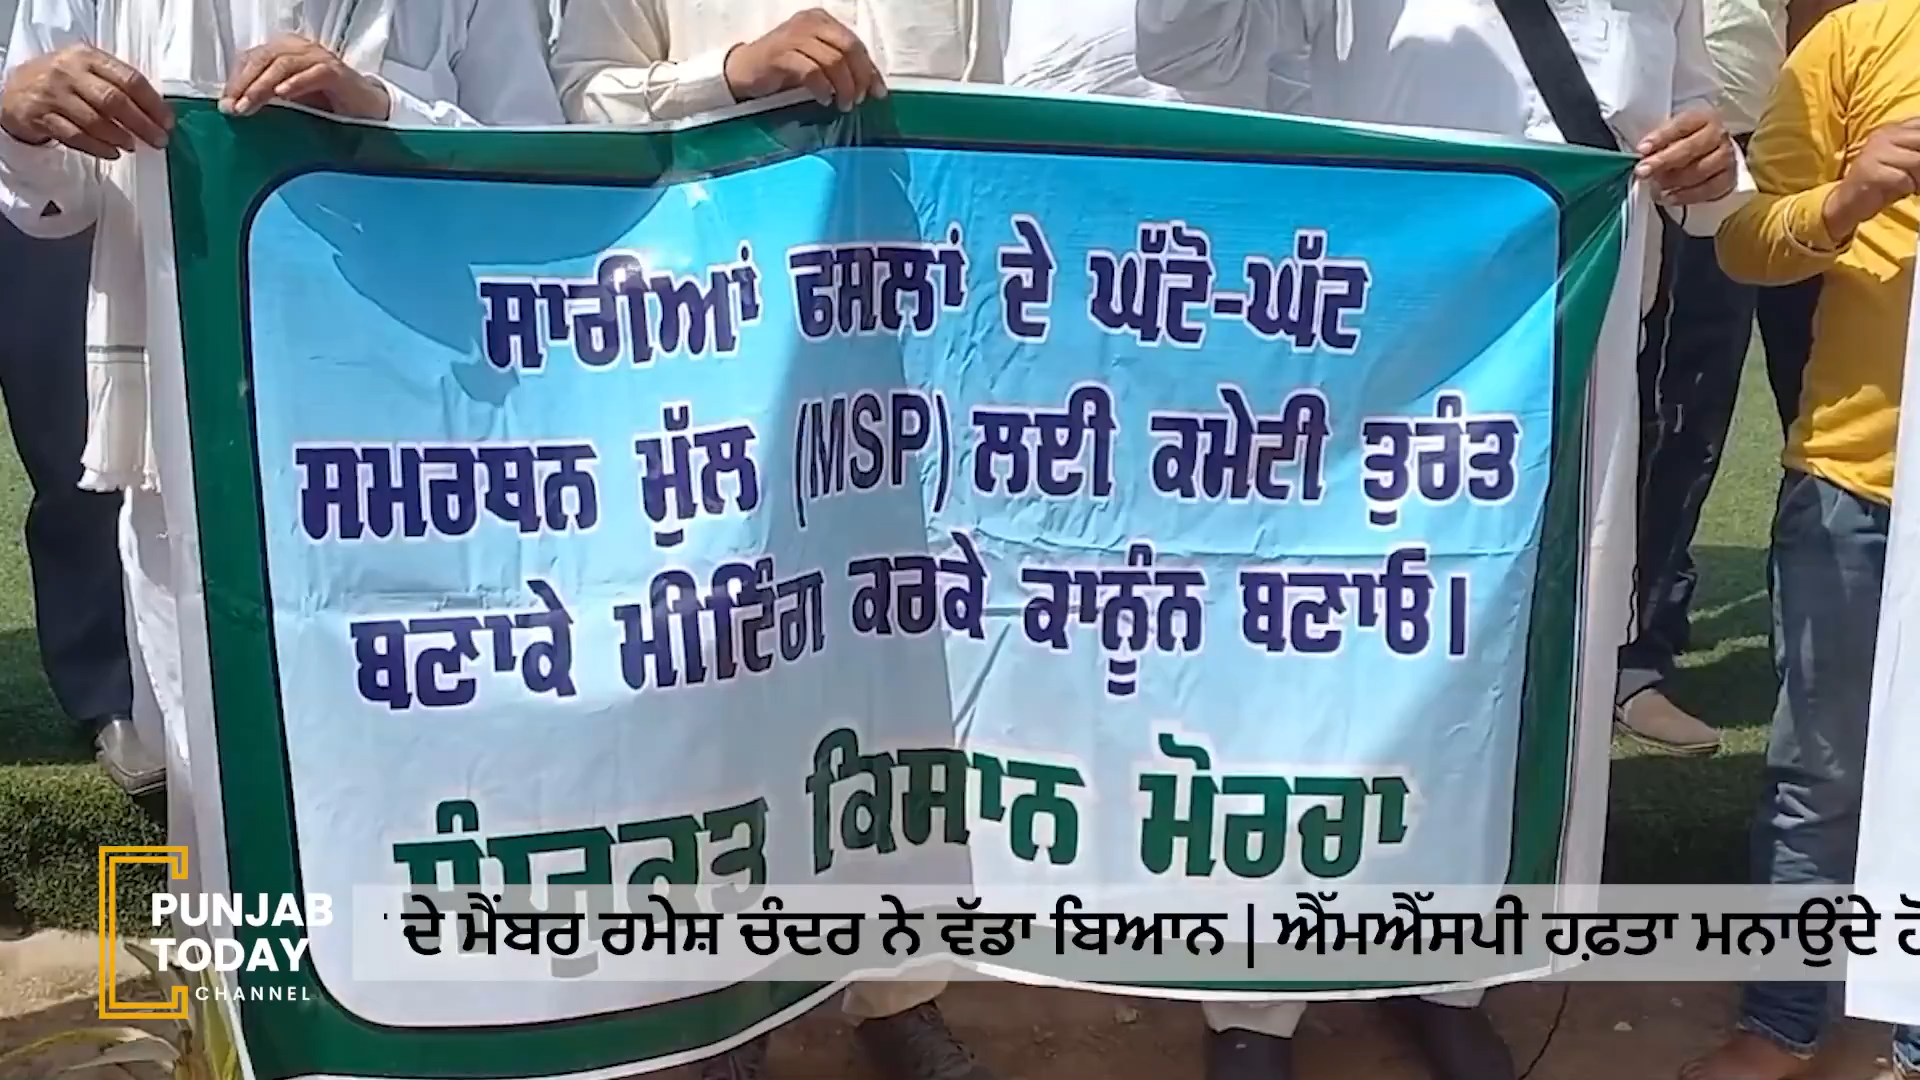 ਸਾਰੀਆਂ ਫਸਲਾਂ ਦੇ ਘੱਟੋ-ਘੱਟ
ਸਮਰਥਨ ਮੁੱਲ (MSP) ਲਈ ਕਮੇਟੀ ਤੁਰੰਤ
ਬਣਾਕੇ ਮੀਟਿੰਗ ਕਰਕੇ ਕਾਨੂੰਨ ਬਣਾਓ।
ਸੰਯੁਕਤ ਕਿਸਾਨ ਮੋਰਚਾ
ਦੇ ਮੈਂਬਰ ਰਮੇਸ਼ ਚੰਦਰ ਨੇ ਵੱਡਾ ਬਿਆਨ | ਐੱਮਐੱਸਪੀ ਹਫ਼ਤਾ ਮਨਾਉਂਦੇ
PUNJAB
TODAY
CHANNEL